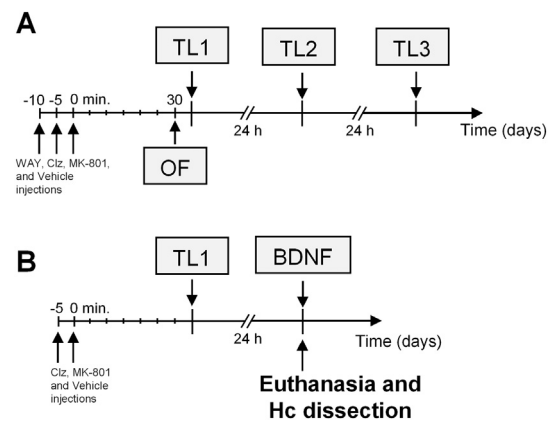 A
TL1
TL2
TL3
-10 -5 0 min.
30
24 h
24 h
Time (days)
WAY, Clz, MK-801,
and Vehicle
injections
OF
B
TL1
BDNF
-5 0 min.
24 h
Time (days)
Clz, MK-801
and Vehicle
injections
Euthanasia and
Hc dissection